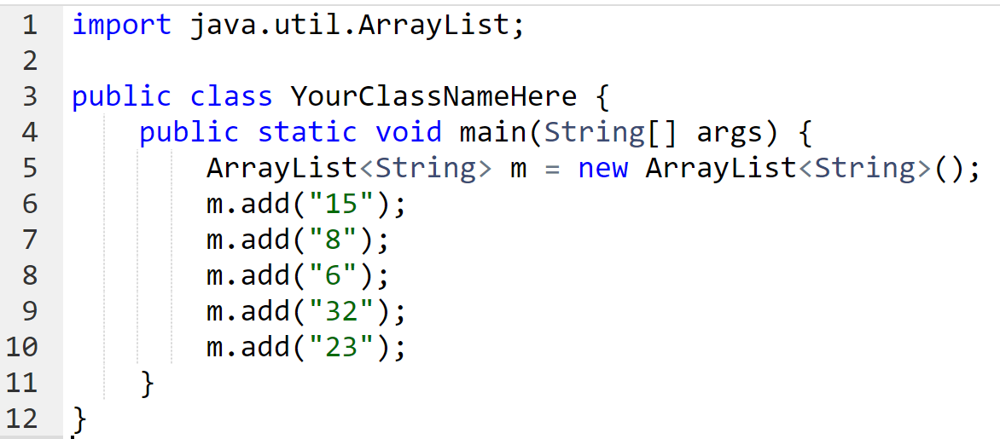 1 import java.util.ArrayList;
2
3 public class YourClassNameHere {
4     public static void main(String[] args) {
5         ArrayList<String> m = new ArrayList<String>();
6         m.add("15");
7         m.add("8");
8         m.add("6");
9         m.add("32");
10         m.add("23");
11     }
12 }